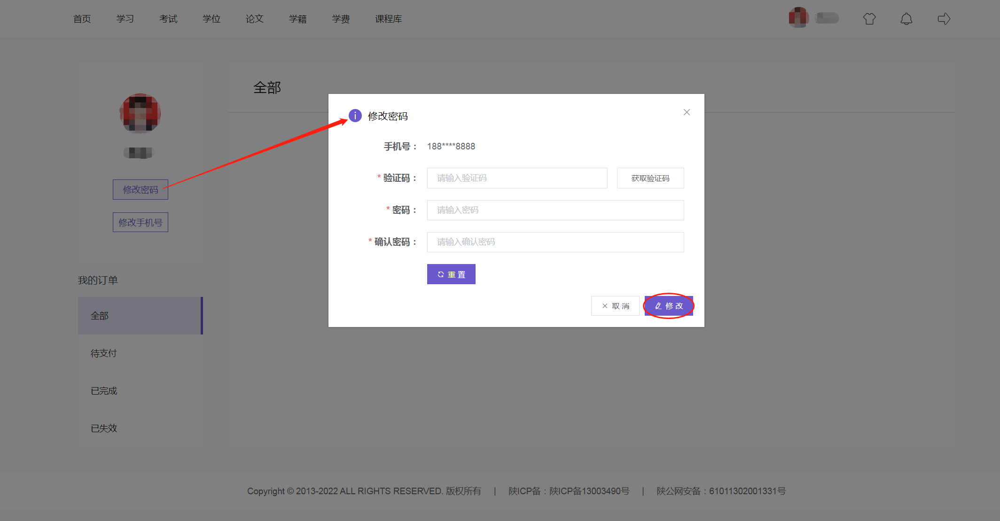 首页 学习 考试 学位 论文 学籍 学费 课程库
修改密码
修改手机号
我的订单
全部
待支付
已完成
已失效
全部
修改密码
手机号： 188****8888
* 验证码： 请输入验证码 获取验证码
* 密码： 请输入密码
* 确认密码： 请输入确认密码
重 置
取 消 修 改
Copyright © 2013-2022 ALL RIGHTS RESERVED. 版权所有 | 陕ICP备：陕ICP备13003490号 | 陕公网安备：61011302001331号